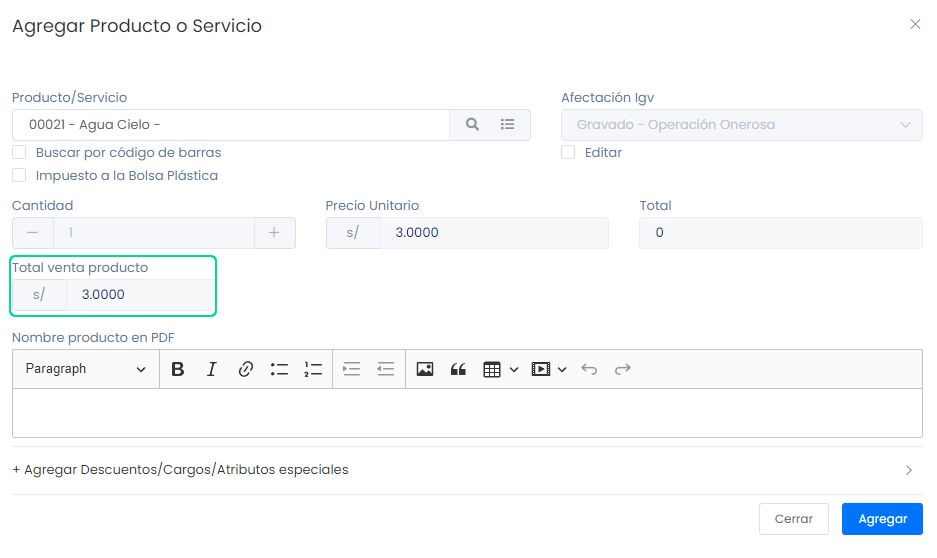 Agregar Producto o Servicio
Producto/Servicio
Afectación Igv
00021 - Agua Cielo -
Gravado - Operación Onerosa
Buscar por código de barras
Editar
Impuesto a la Bolsa Plástica
Cantidad
Precio Unitario
Total
1
s/
3.0000
0
Total venta producto
s/
3.0000
Nombre producto en PDF
Paragraph
+ Agregar Descuentos/Cargos/Atributos especiales
Cerrar
Agregar